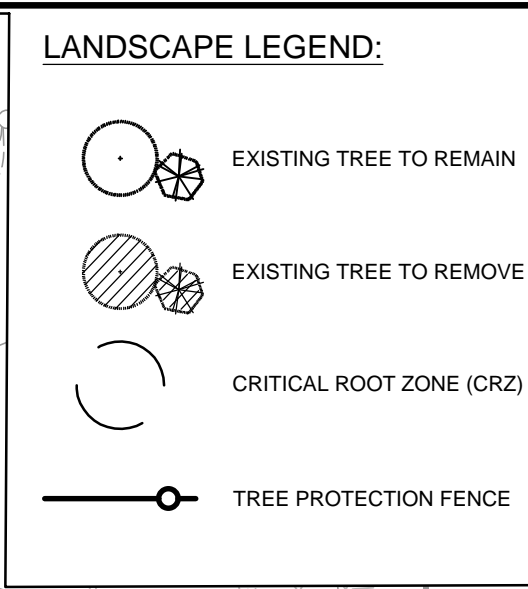 LANDSCAPE LEGEND:
EXISTING TREE TO REMAIN
EXISTING TREE TO REMOVE
CRITICAL ROOT ZONE (CRZ)
TREE PROTECTION FENCE